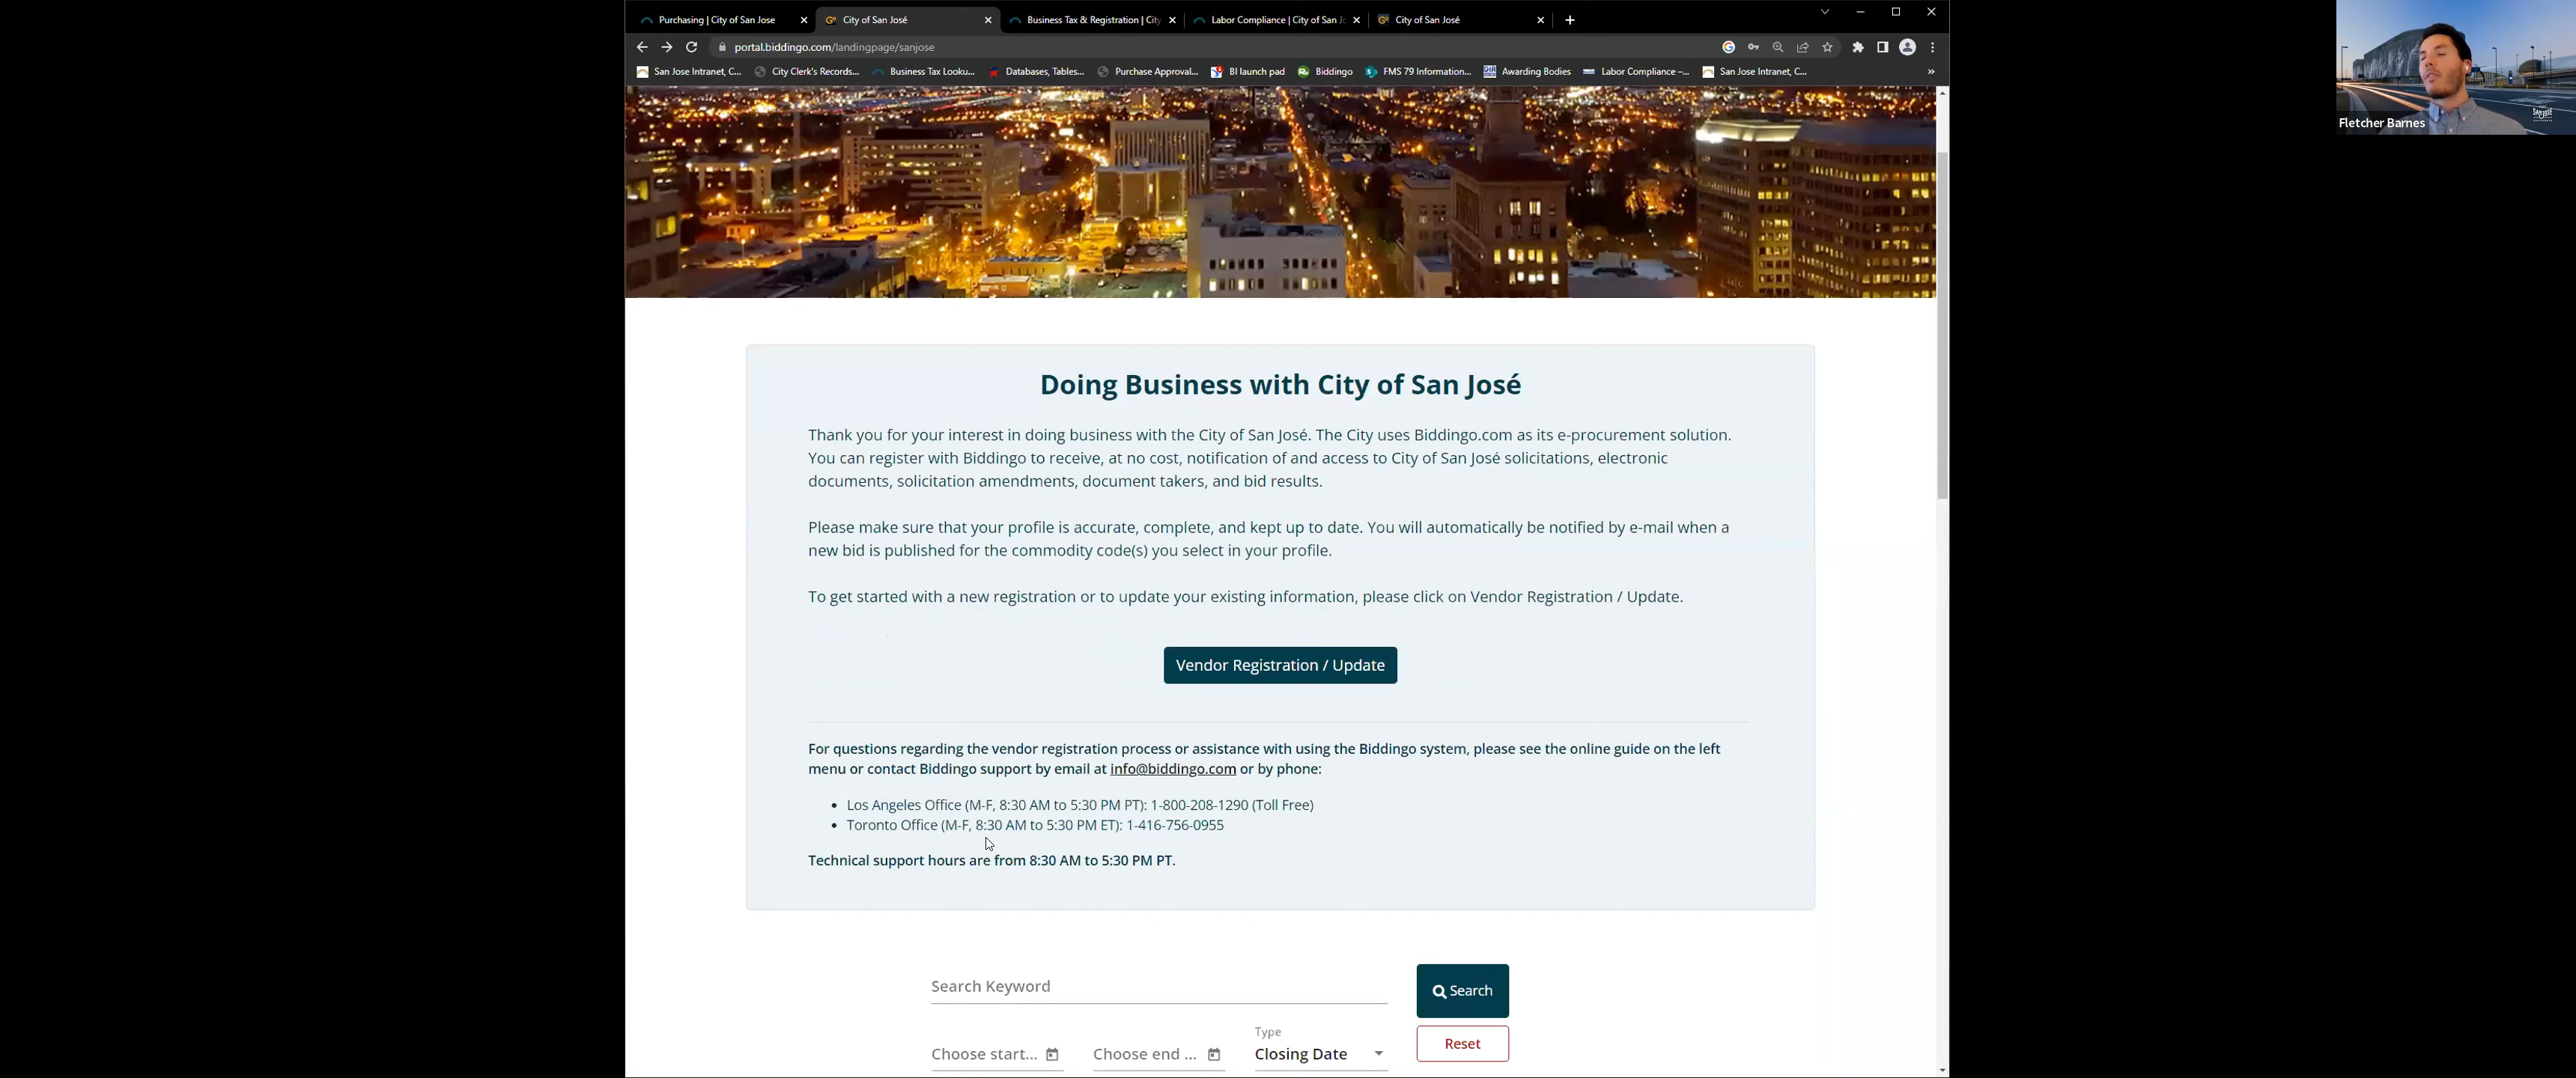 Purchasing | City of San Jose
City of San José
Business Tax & Registration | City
Labor Compliance | City of San Jo
City of San José
portal.biddingo.com/landingpage/sanjose
San Jose Intranet, C...
City Clerk's Records...
Business Tax Looku...
Databases, Tables...
Purchase Approval...
BI launch pad
Biddingo
FMS 79 Information...
Awarding Bodies
Labor Compliance –...
San Jose Intranet, C...
»
Fletcher Barnes
Doing Business with City of San José
Thank you for your interest in doing business with the City of San José. The City uses Biddingo.com as its e-procurement solution.
You can register with Biddingo to receive, at no cost, notification of and access to City of San José solicitations, electronic
documents, solicitation amendments, document takers, and bid results.
Please make sure that your profile is accurate, complete, and kept up to date. You will automatically be notified by e-mail when a
new bid is published for the commodity code(s) you select in your profile.
To get started with a new registration or to update your existing information, please click on Vendor Registration / Update.
Vendor Registration / Update
For questions regarding the vendor registration process or assistance with using the Biddingo system, please see the online guide on the left
menu or contact Biddingo support by email at info@biddingo.com or by phone:
• Los Angeles Office (M-F, 8:30 AM to 5:30 PM PT): 1-800-208-1290 (Toll Free)
• Toronto Office (M-F, 8:30 AM to 5:30 PM ET): 1-416-756-0955
Technical support hours are from 8:30 AM to 5:30 PM PT.
Search Keyword
Search
Choose start...
Choose end ...
Type
Closing Date
Reset